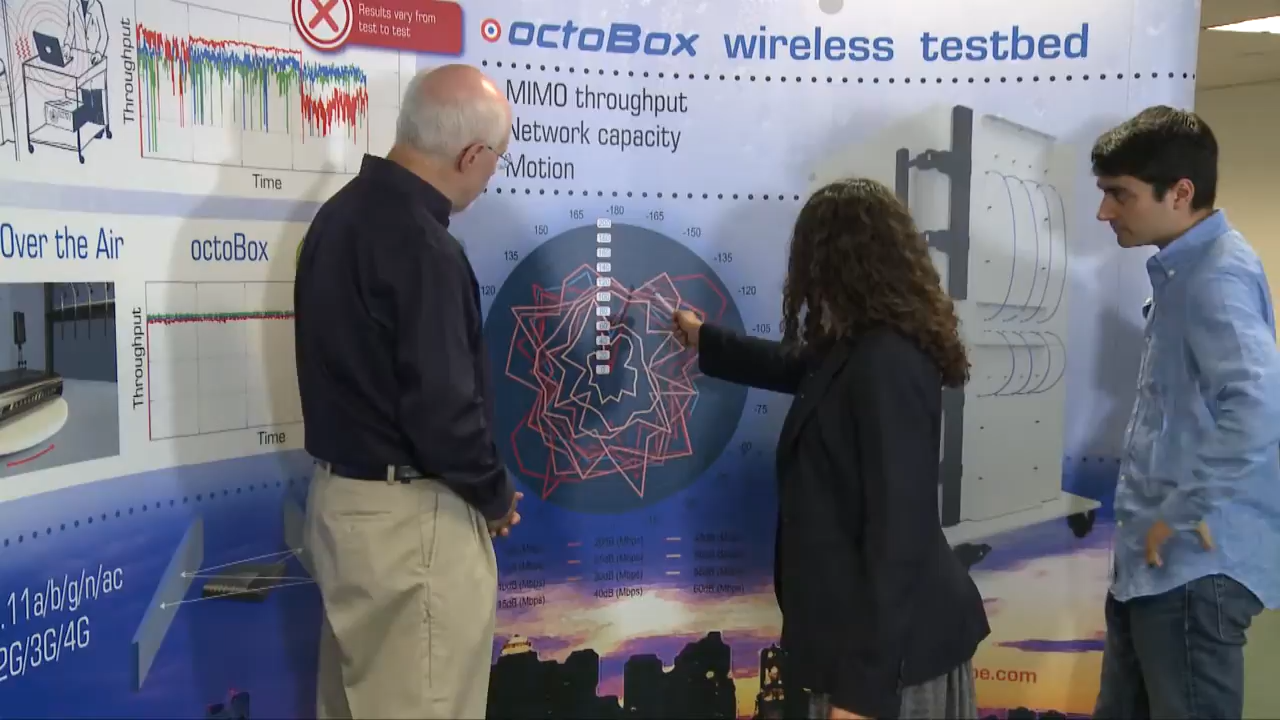 Results vary from
test to test
Throughput
Time
octoBox wireless testbed
MIMO throughput
Network capacity
Motion
Over the Air
octoBox
Throughput
Time
165
-180
-165
150
-150
135
-135
120
-120
-105
-75
.11a/b/g/n/ac
2G/3G/4G
40dB (Mbps)
60dB (Mbps)
be.com